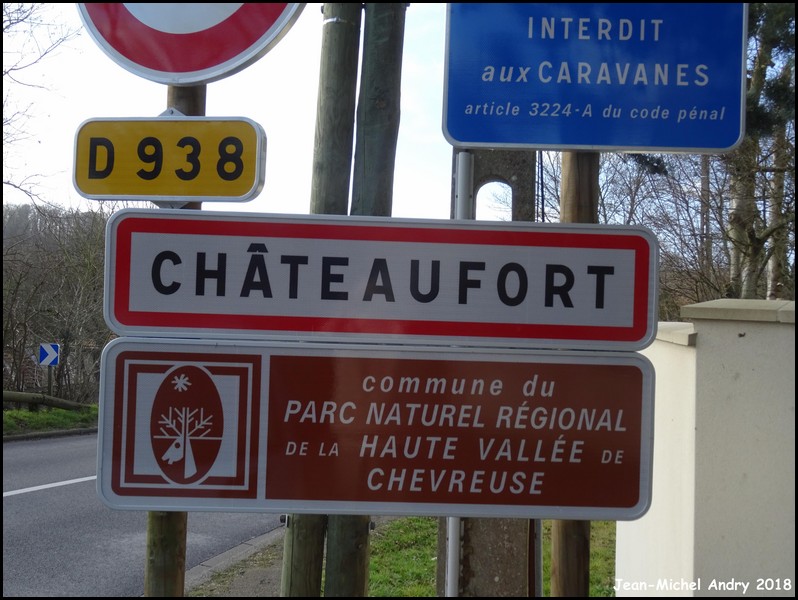 INTERDIT
aux CARAVANES
article 3224-A du code pénal
D 938
CHÂTEAUFORT
commune du
PARC NATUREL RÉGIONAL
DE LA HAUTE VALLÉE DE
CHEVREUSE
Jean-Michel Andry 2018